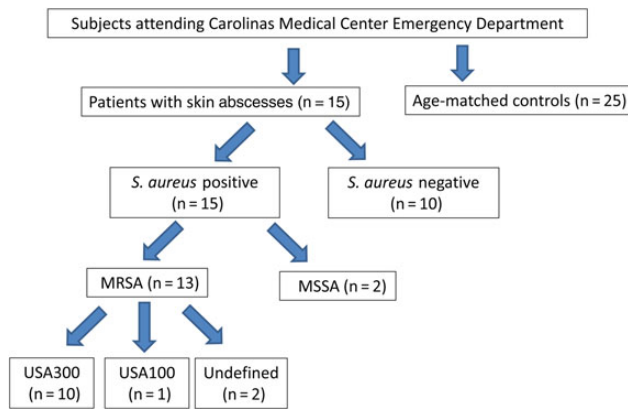 Subjects attending Carolinas Medical Center Emergency Department
Patients with skin abscesses (n = 15)
Age-matched controls (n = 25)
S. aureus positive
(n = 15)
S. aureus negative
(n = 10)
MRSA (n = 13)
MSSA (n = 2)
USA300
(n = 10)
USA100
(n = 1)
Undefined
(n = 2)